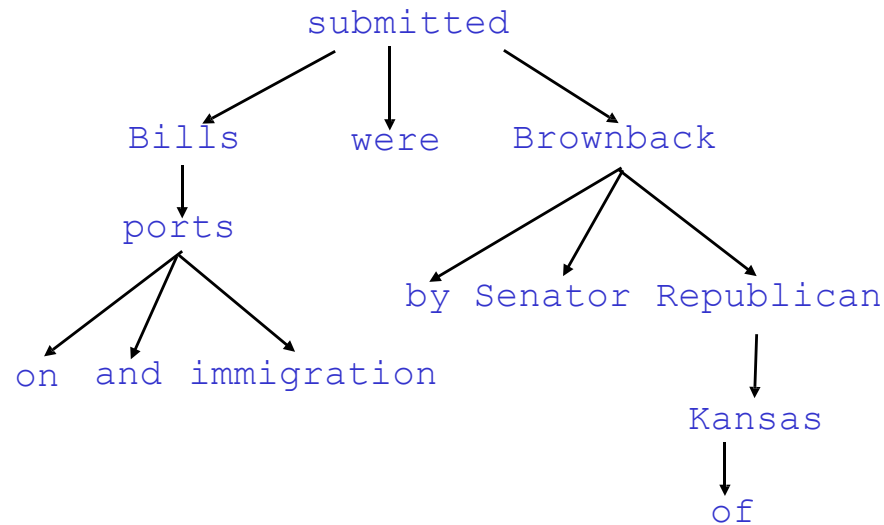 submitted
Bills were Brownback
ports
by Senator Republican
on and immigration
Kansas
of